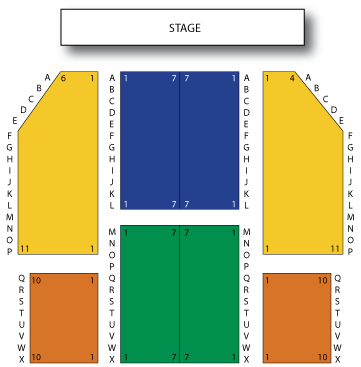 STAGE
A 6 1 A 1 7 7 1 A 1 4 A
B B B B
C C C C
D D D D
E E E E
F F F F
G G G G
H H H H
I I I I
J J J J
K K K K
L L 1 7 7 1 L L
M M 1 7 7 1 M M
N N N N
O O O O
P 11 1 P P 1 11 P
Q 10 1 Q Q 1 10 Q
R R R R
S S S S
T T T T
U U U U
V V V V
W W W W
X 10 1 X 1 7 7 1 X 1 10 X